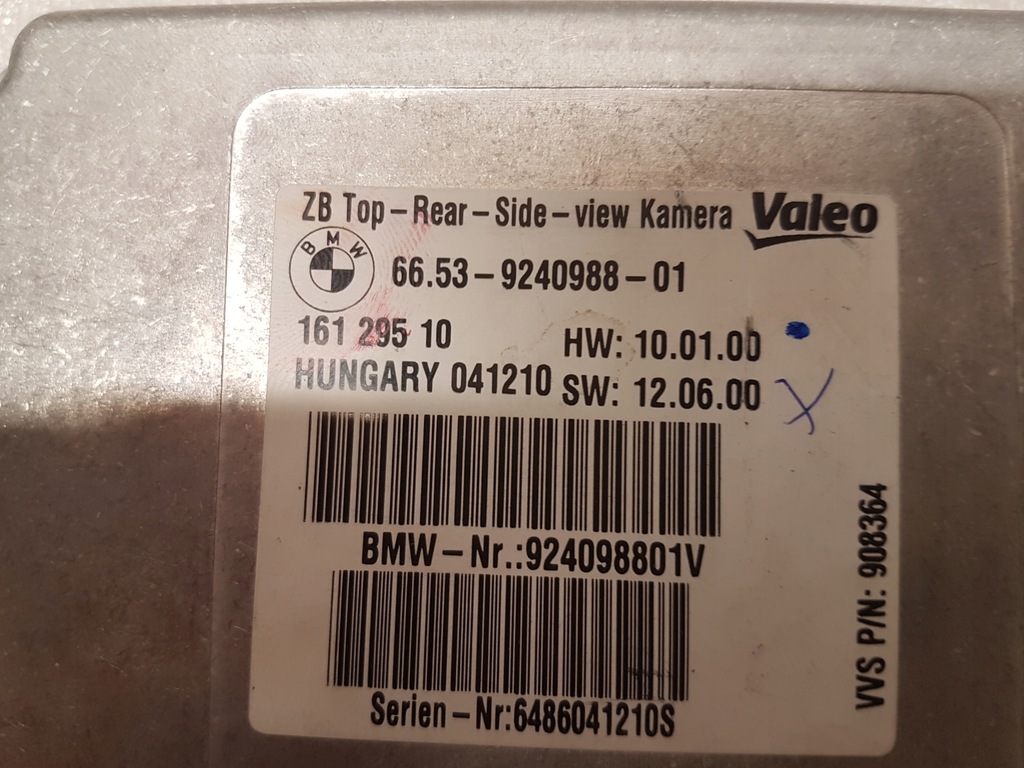 ZB Top-Rear-Side-view Kamera Valeo
BMW
66.53-9240988-01
161 295 10 HW: 10.01.00
HUNGARY 041210 SW: 12.06.00
X
BMW-Nr.:924098801V
Serien-Nr:6486041210S
VVS P/N: 908364